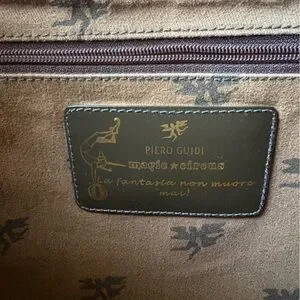 PIERO GUIDI
magic★circus
La fantasia non muore
mai!